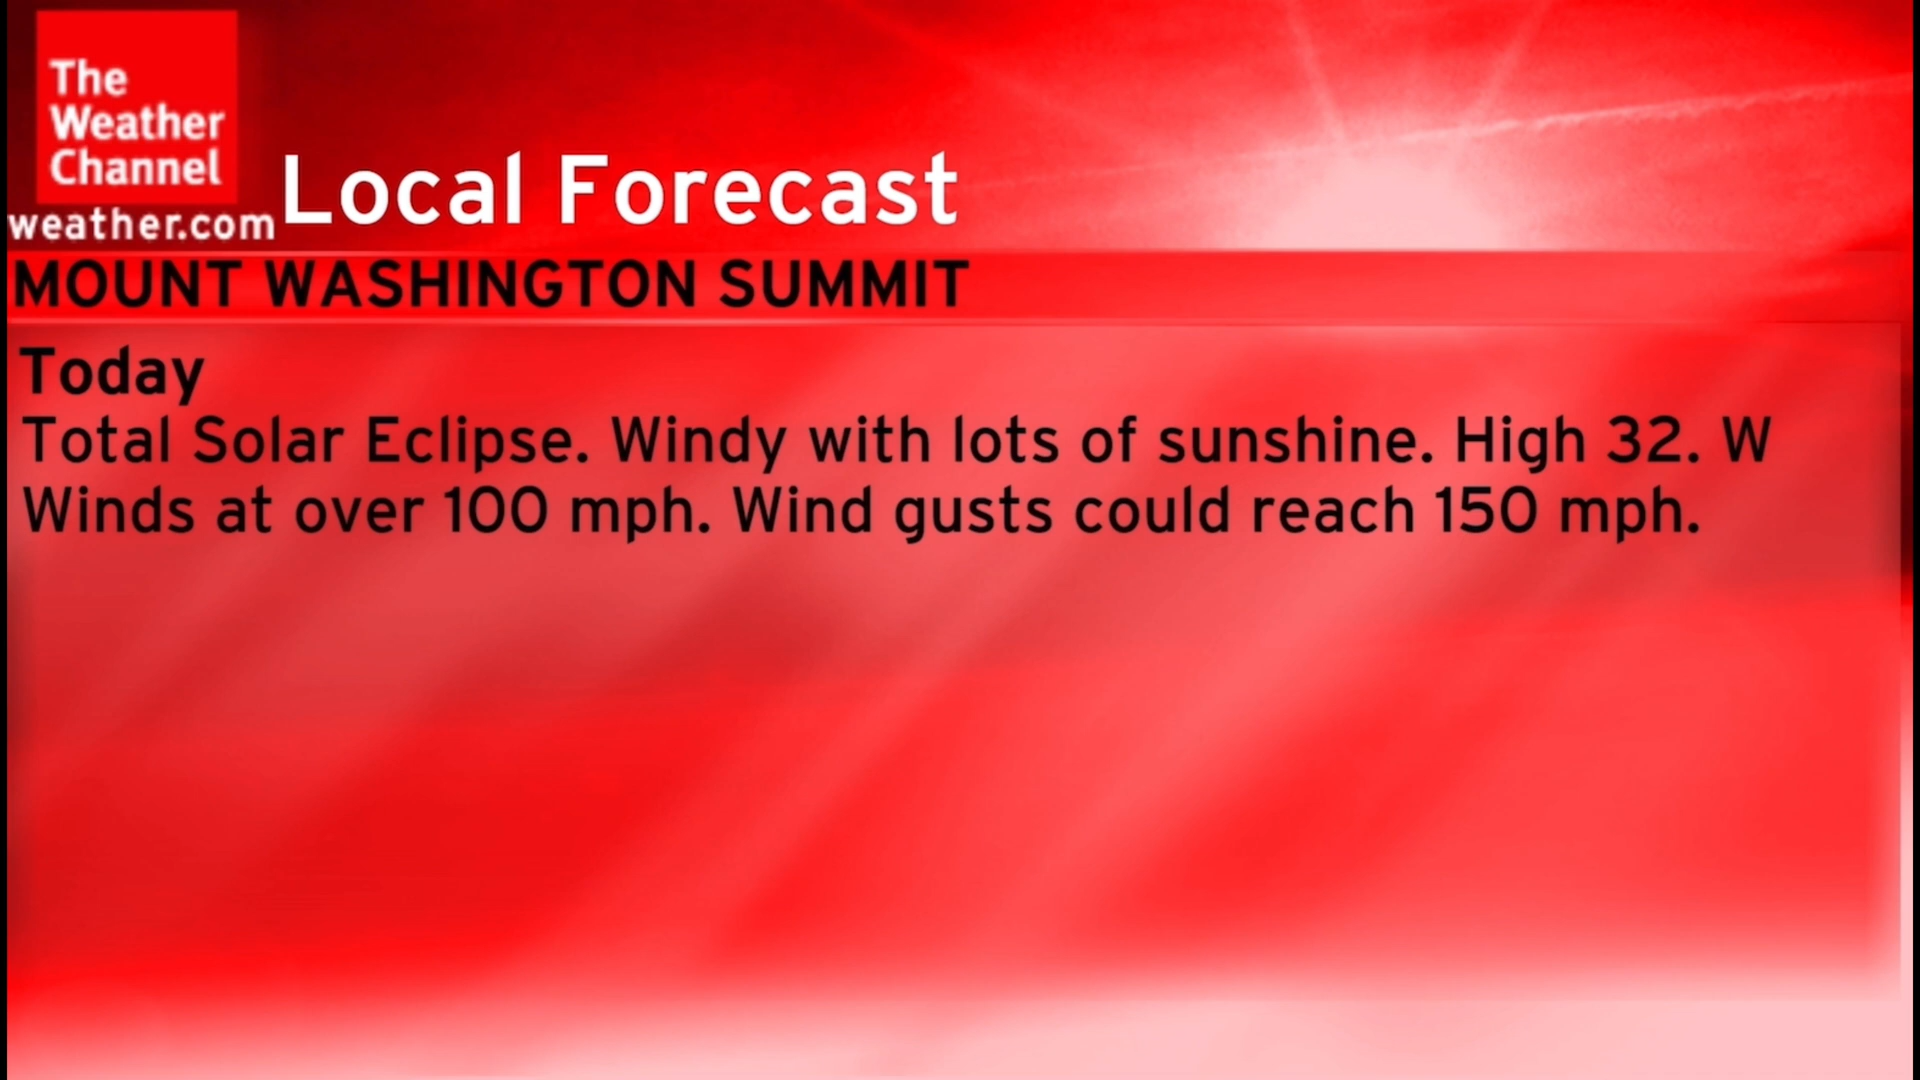 The
Weather
Channel
weather.com
Local Forecast
MOUNT WASHINGTON SUMMIT
Today
Total Solar Eclipse. Windy with lots of sunshine. High 32. W
Winds at over 100 mph. Wind gusts could reach 150 mph.